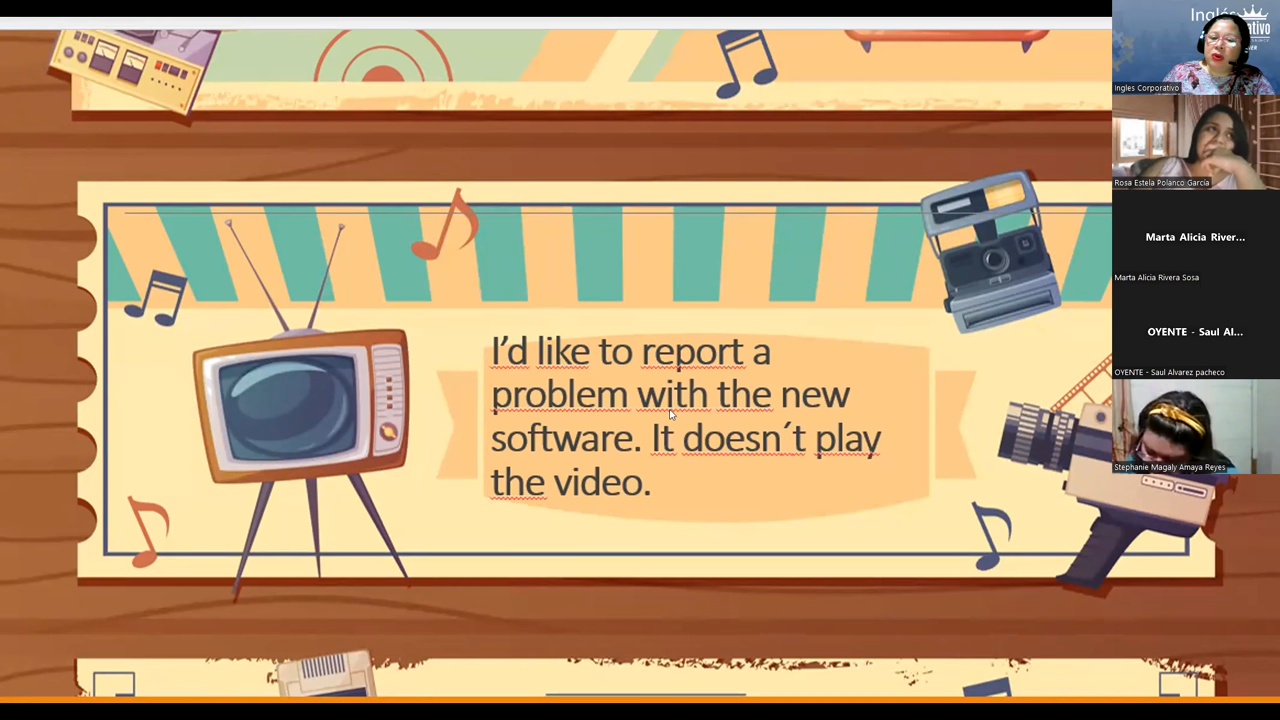 I'd like to report a
problem with the new
software. It doesn´t play
the video.
Inglés
Ingles Corporativo
Rosa Estela Polanco Garcia
Marta Alicia River...
Marta Alicia Rivera Sosa
OYENTE - Saul Al...
OYENTE - Saul Alvarez pacheco
Stephanie Magaly Amaya Reyes